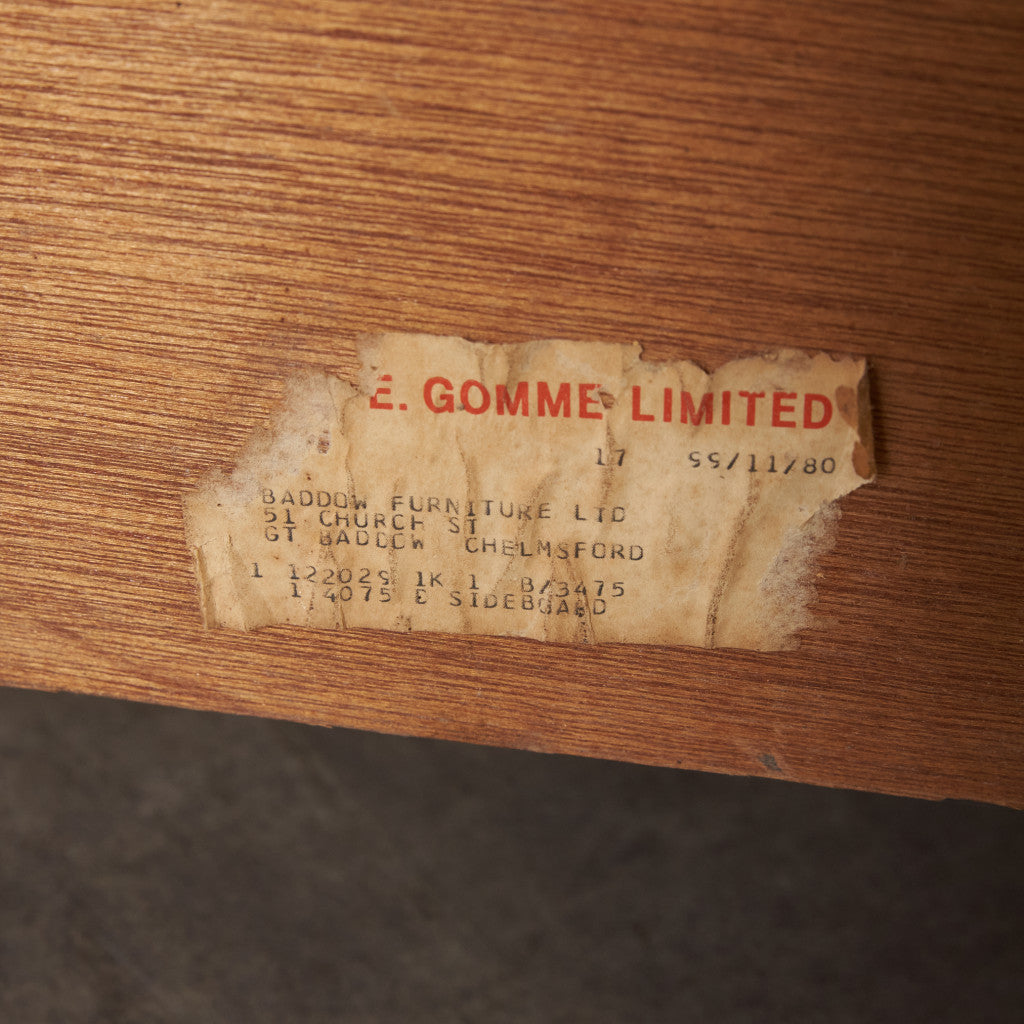 E. GOMME LIMITED
17 99/11/80
BADDOW FURNITURE LTD
51 CHURCH ST
GT BADDOW CHELMSFORD
1 122029 1K 1 B/3475
1 4075 E SIDEBOARD